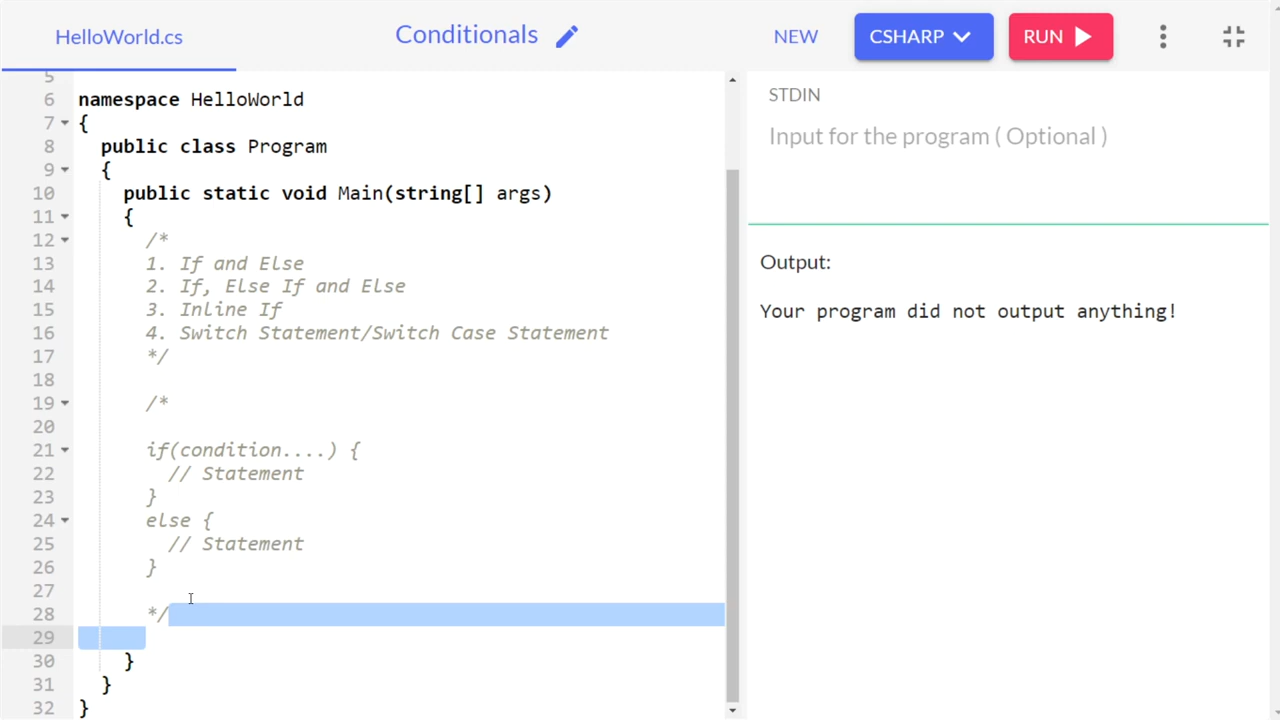 HelloWorld.cs
Conditionals
NEW
CSHARP
RUN
5
6 namespace HelloWorld
7 {
8 public class Program
9 {
10 public static void Main(string[] args)
11 {
12 /*
13 1. If and Else
14 2. If, Else If and Else
15 3. Inline If
16 4. Switch Statement/Switch Case Statement
17 */
18
19 /*
20
21 if(condition....) {
22 // Statement
23 }
24 else {
25 // Statement
26 }
27
28 */
29
30 }
31 }
32 }
STDIN
Input for the program ( Optional )
Output:
Your program did not output anything!